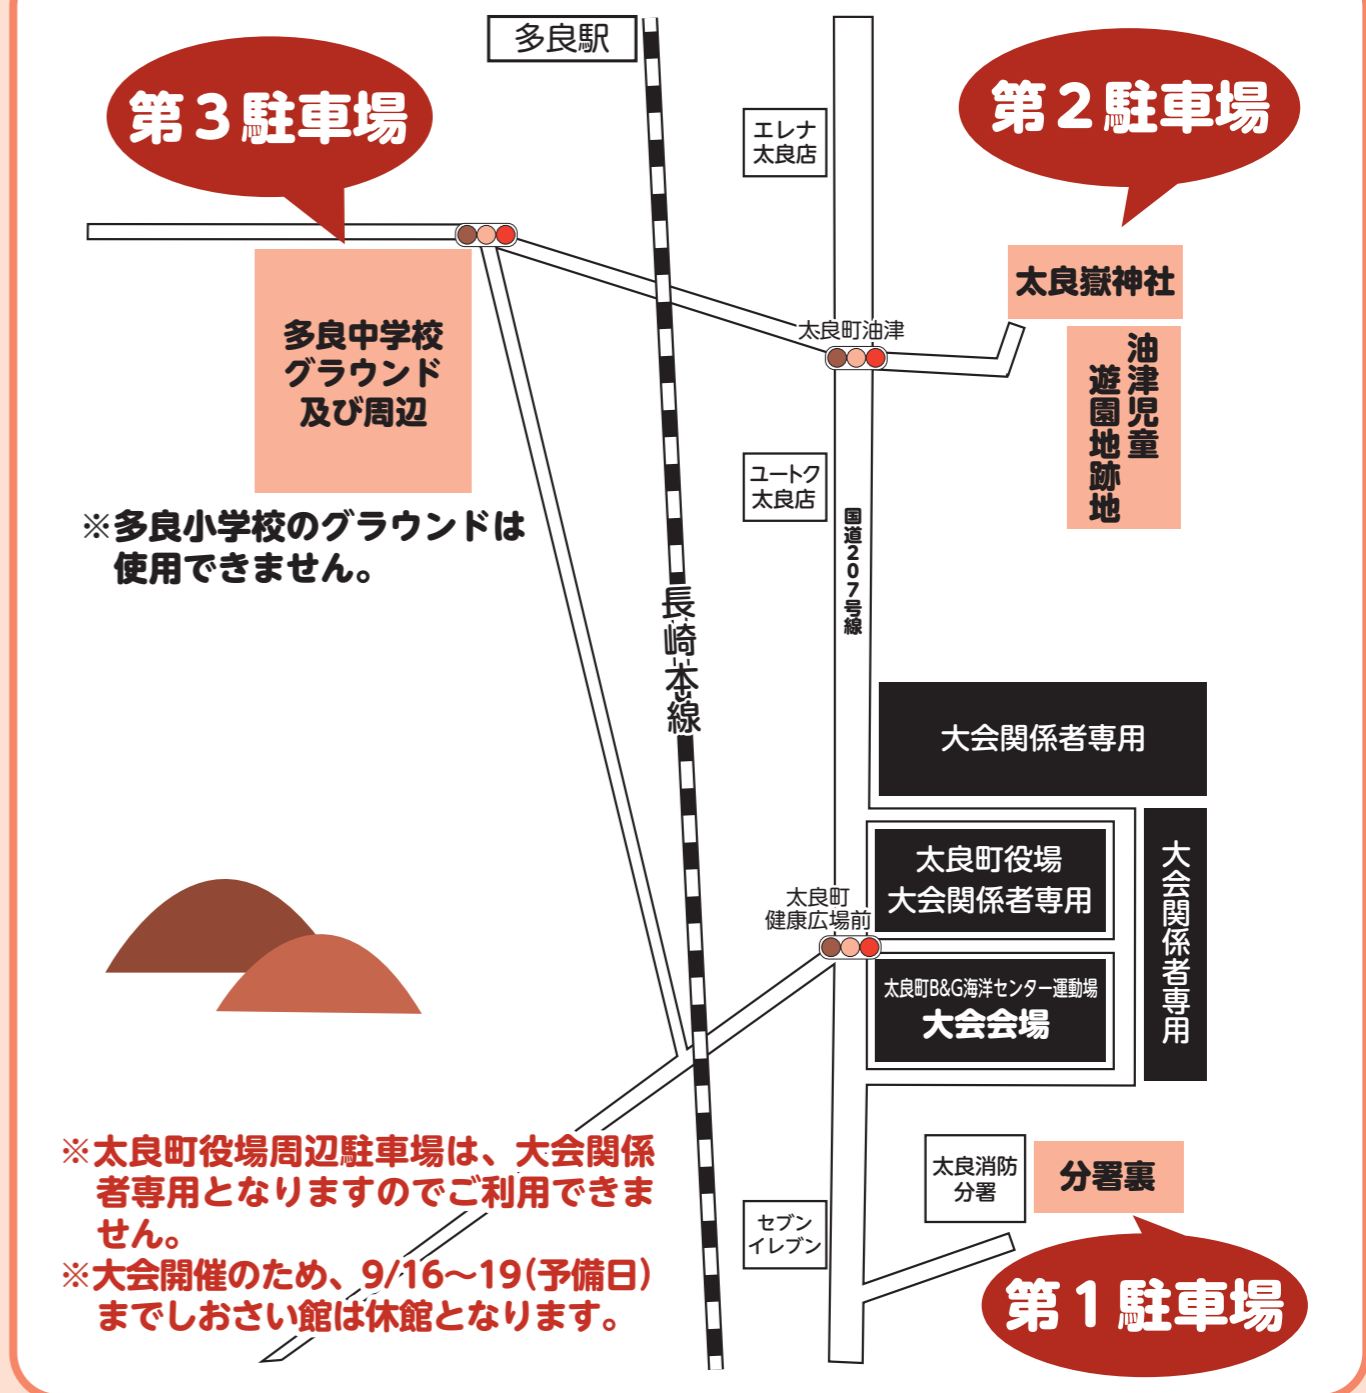 多良駅
第3駐車場
第2駐車場
エレナ
太良店
太良嶽神社
太良町油津
多良中学校
グラウンド
及び周辺
油津児童
遊園地跡地
ユートク
太良店
国道207号線
※多良小学校のグラウンドは
使用できません。
長崎本線
大会関係者専用
太良町役場
大会関係者専用
大会関係者専用
太良町
健康広場前
太良町B&G海洋センター運動場
大会会場
※太良町役場周辺駐車場は、大会関係
者専用となりますのでご利用できま
せん。
※大会開催のため、9/16〜19(予備日)
までしおさい館は休館となります。
太良消防
分署
分署裏
セブン
イレブン
第1駐車場